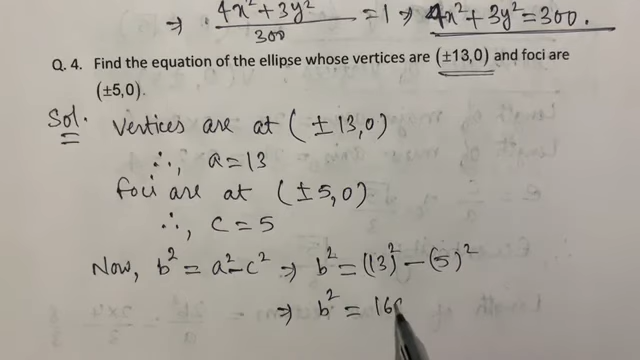 ⇒ 4x²+3y²/300 = 1 ⇒ 4x²+3y²=300.
Q. 4. Find the equation of the ellipse whose vertices are (±13,0) and foci are
(±5,0).
Sol. Vertices are at (±13,0)
∴, a=13
foci are at (±5,0)
∴, c=5
Now, b² = a²-c² ⇒ b² = (13)² - (5)²
⇒ b² = 16